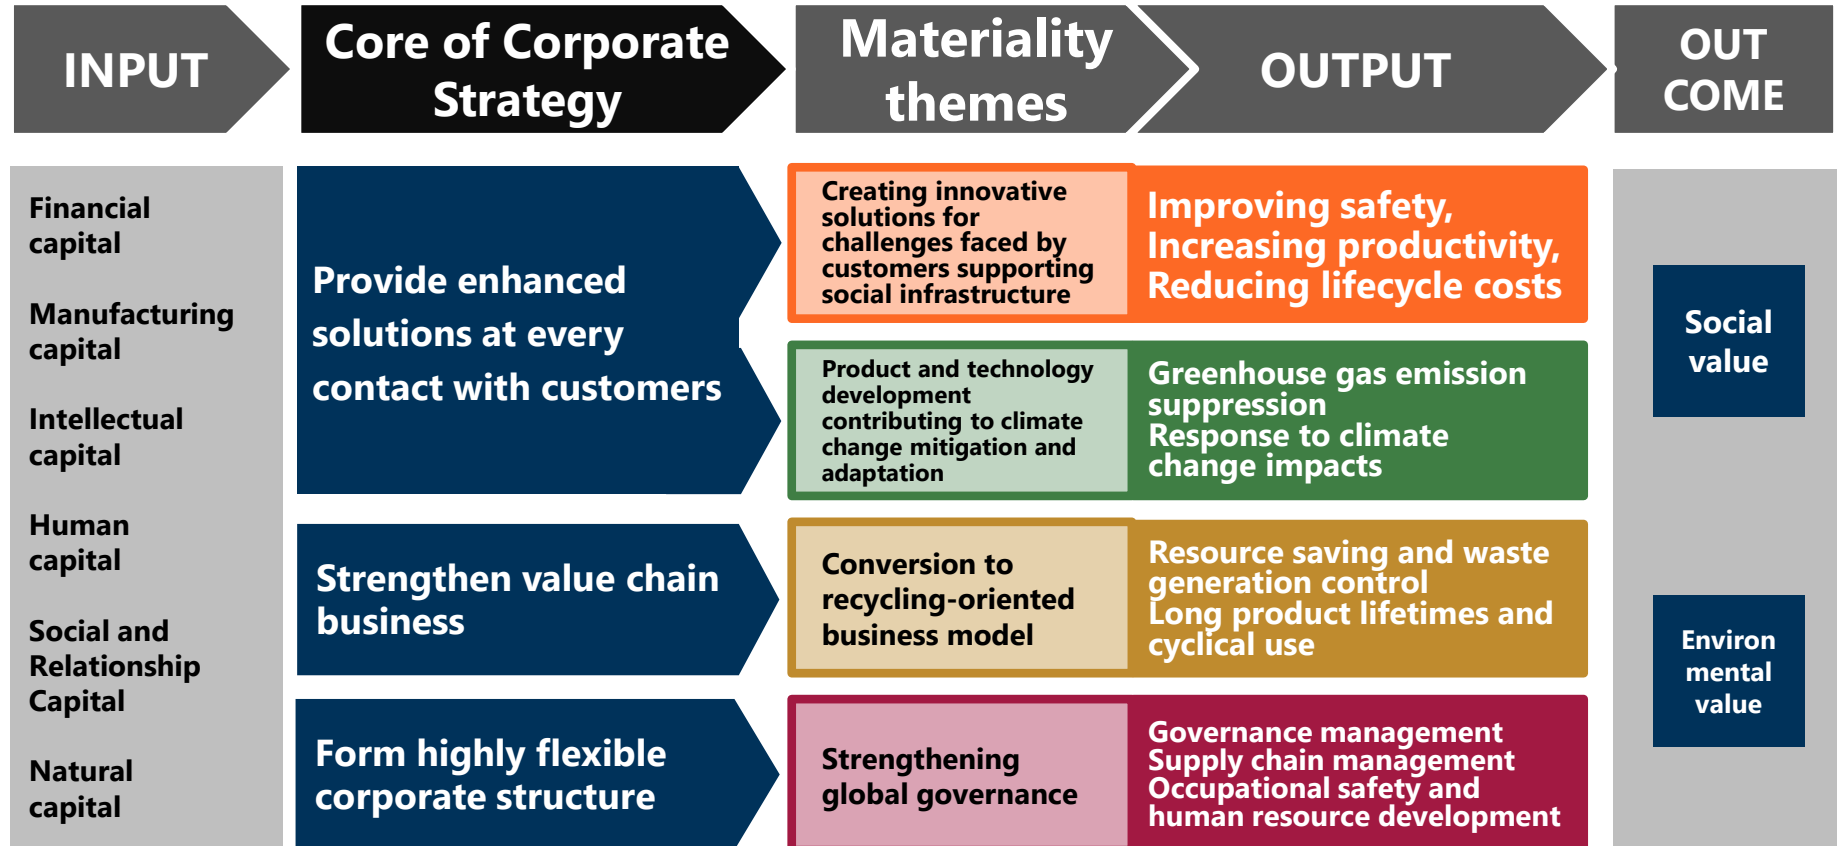 INPUT
Core of Corporate
Strategy
Materiality
themes
OUTPUT
OUT
COME
Financial
capital
Manufacturing
capital
Intellectual
capital
Human
capital
Social and
Relationship
Capital
Natural
capital
Provide enhanced
solutions at every
contact with customers
Strengthen value chain
business
Form highly flexible
corporate structure
Creating innovative
solutions for
challenges faced by
customers supporting
social infrastructure
Improving safety,
Increasing productivity,
Reducing lifecycle costs
Product and technology
development
contributing to climate
change mitigation and
adaptation
Greenhouse gas emission
suppression
Response to climate
change impacts
Conversion to
recycling-oriented
business model
Resource saving and waste
generation control
Long product lifetimes and
cyclical use
Strengthening
global governance
Governance management
Supply chain management
Occupational safety and
human resource development
Social
value
Environ
mental
value